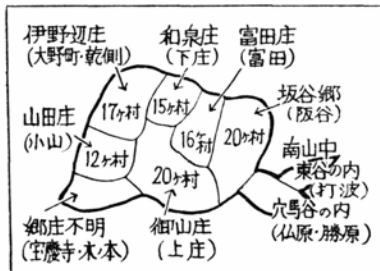 伊野辺庄
(大野町・乾側)
和泉庄
(下庄)
富田庄
(富田)
坂谷郷
(阪谷)
山田庄
(小山)
17ヶ村
15ヶ村
16ヶ村
20ヶ村
12ヶ村
20ヶ村
南山中
東谷の内
(打波)
穴馬谷の内
(仏原・勝原)
郷庄不明
(宝慶寺・木ノ本)
御山庄
(上庄)